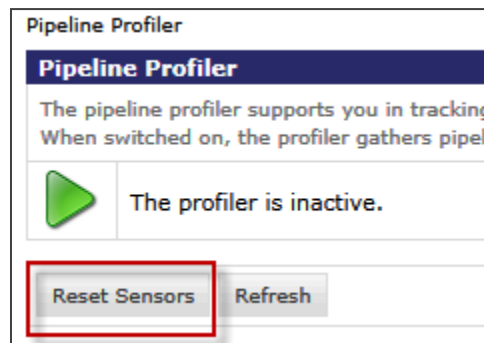 Pipeline Profiler
Pipeline Profiler
The pipeline profiler supports you in tracking
When switched on, the profiler gathers
The profiler is inactive.
Reset Sensors Refresh